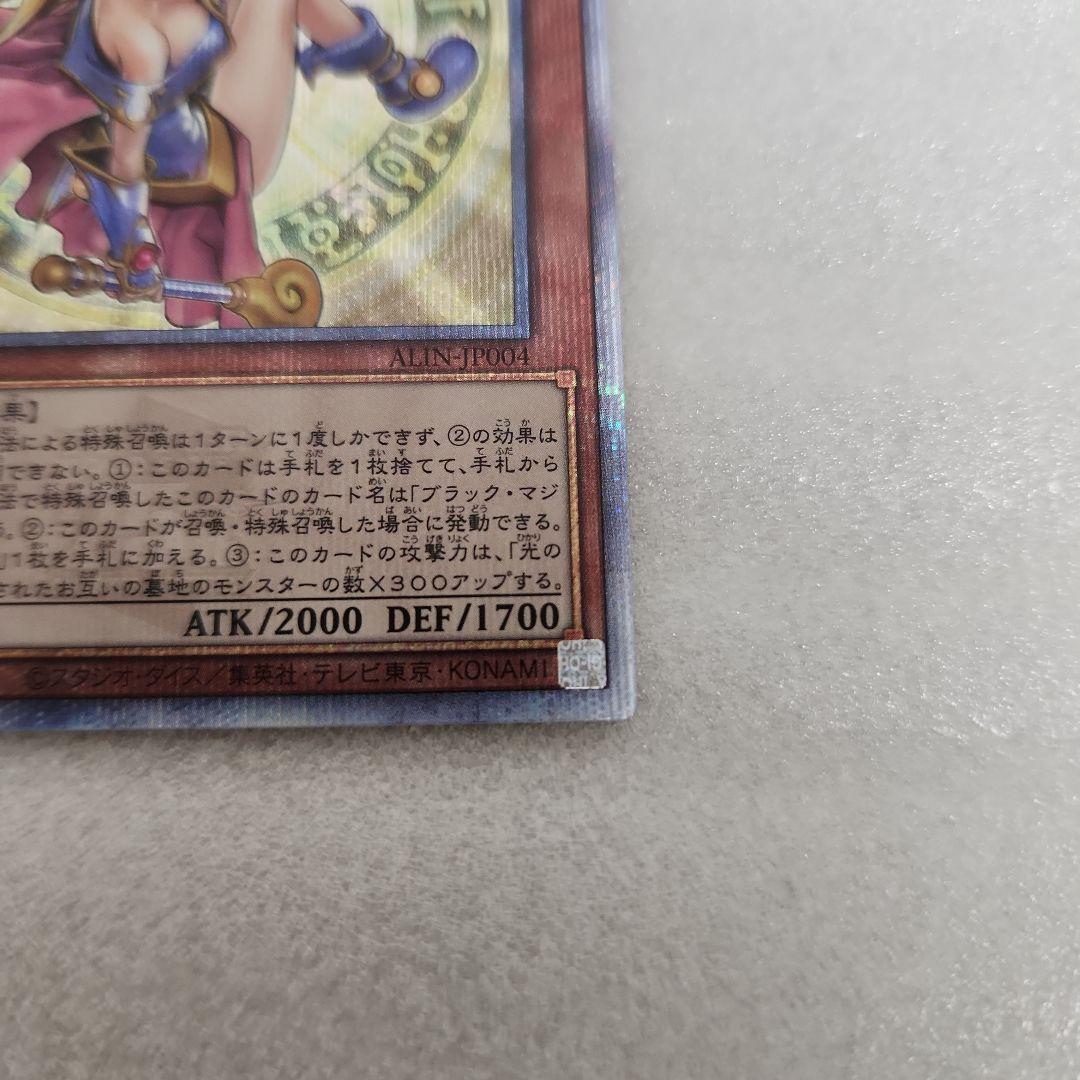 ALIN-JP004
果】
法による特殊召喚は1ターンに1度しかできず、②の効果は
できない。①:このカードは手札を1枚捨てて、手札から
法で特殊召喚したこのカードのカード名は「ブラック・マジ
。②:このカードが召喚・特殊召喚した場合に発動できる。
」1枚を手札に加える。③:このカードの攻撃力は、「光の
されたお互いの墓地のモンスターの数×300アップする。
ATK/2000 DEF/1700
©スタジオ・ダイス/集英社・テレビ東京・KONAMI